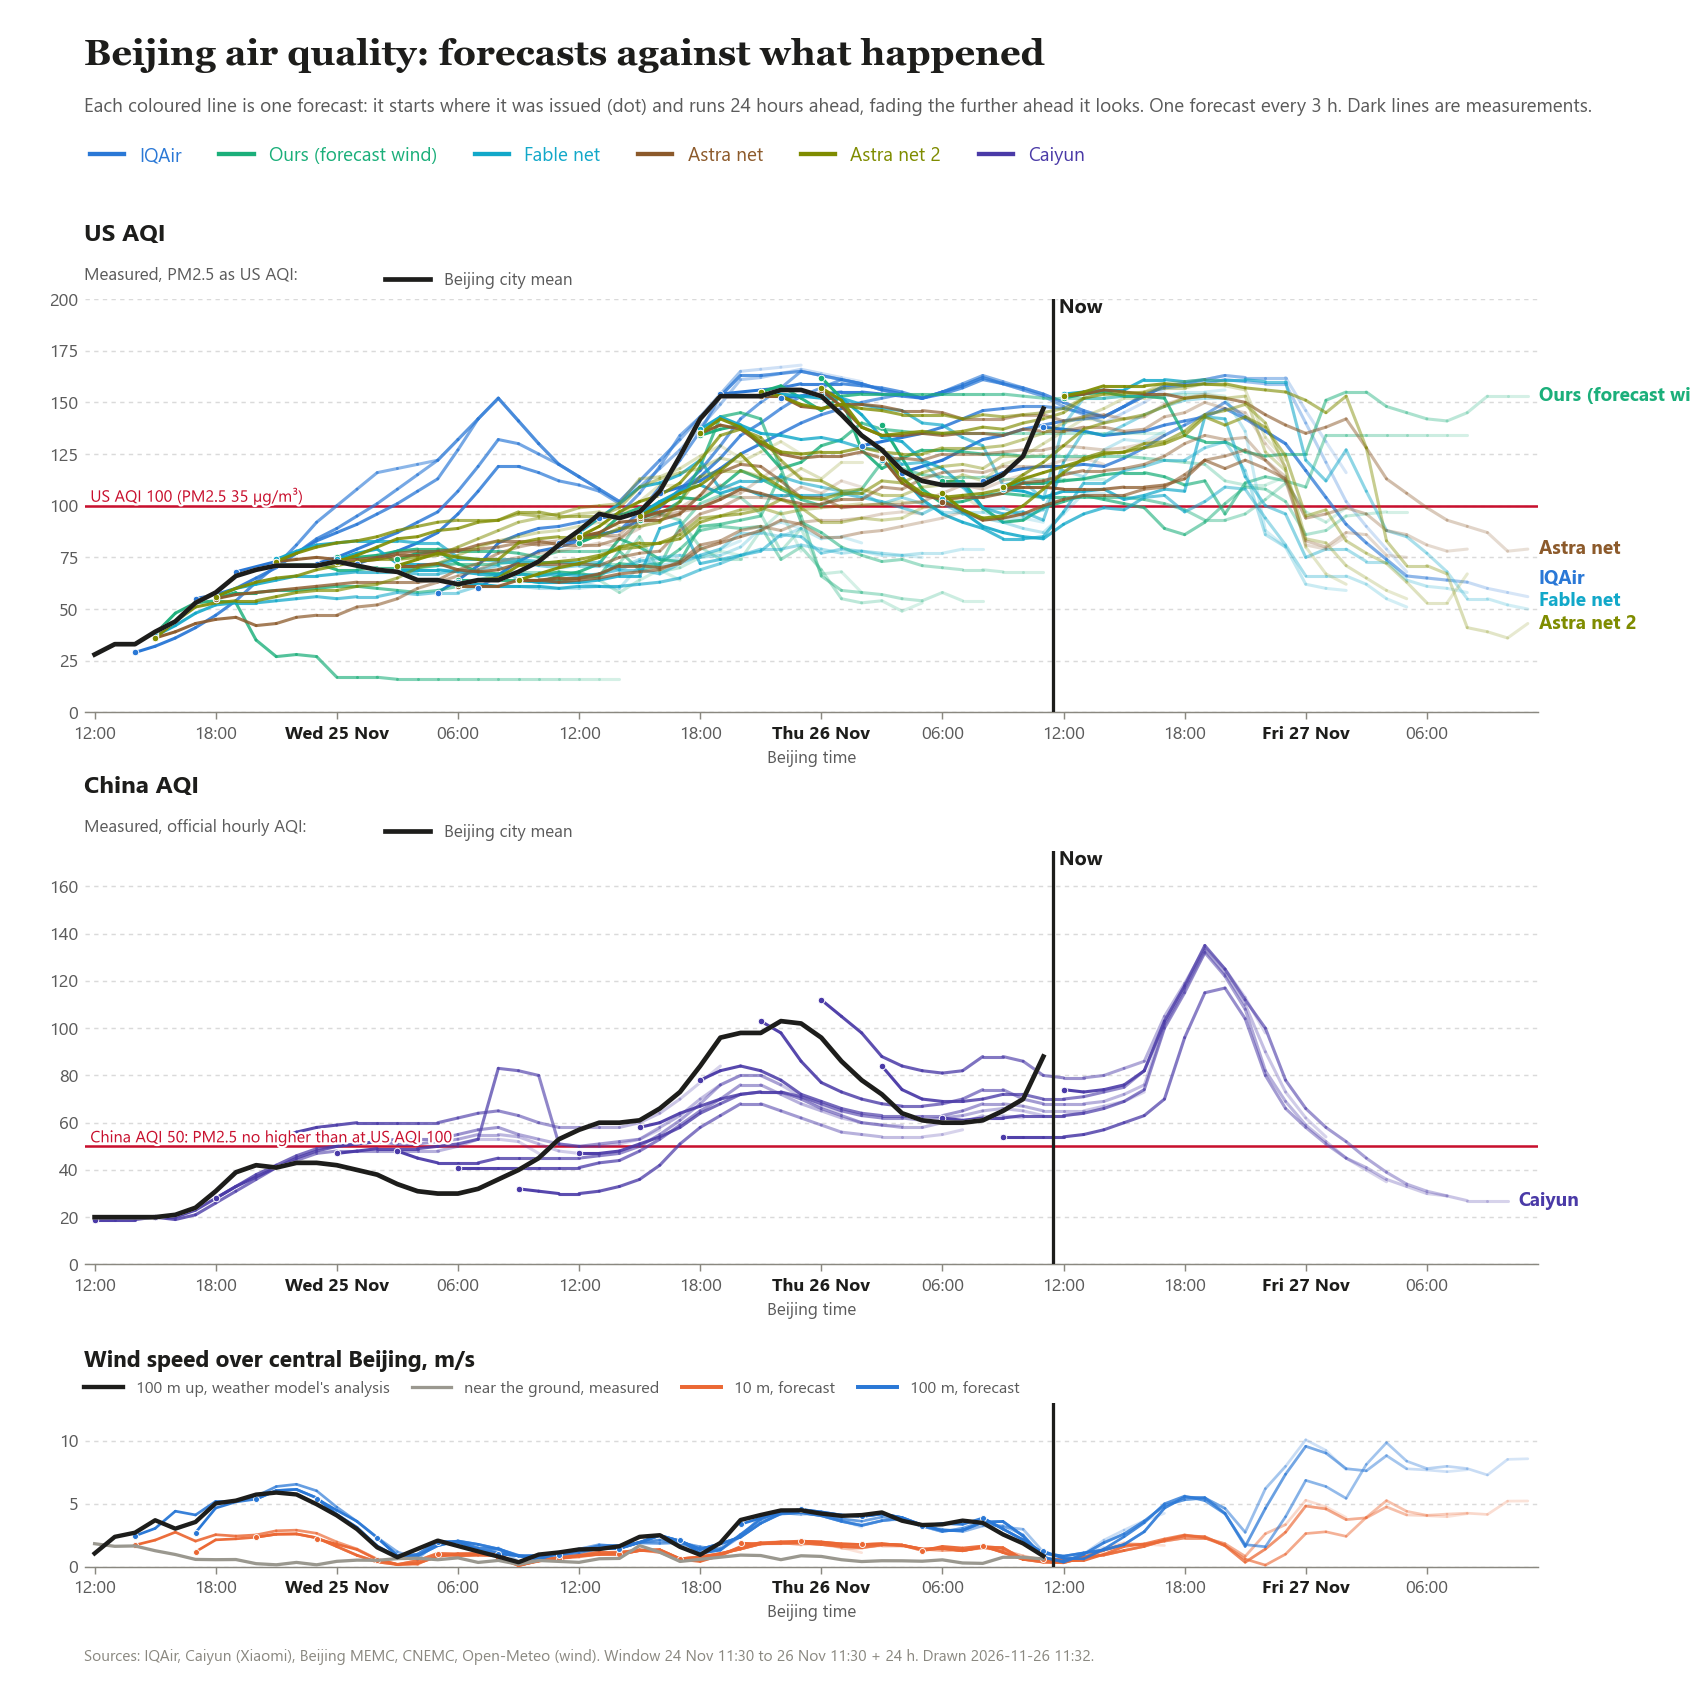 Beijing air quality: forecasts against what happened
Each coloured line is one forecast: it starts where it was issued (dot) and runs 24 hours ahead, fading the further ahead it looks. One forecast every 3 h. Dark lines are measurements.
IQAir Ours (forecast wind) Fable net Astra net Astra net 2 Caiyun
US AQI
Measured, PM2.5 as US AQI: Beijing city mean
200
Now
175
150
Ours (forecast wi
125
US AQI 100 (PM2.5 35 µg/m³)
100
75
Astra net
IQAir
Fable net
50
Astra net 2
25
0
12:00 18:00 Wed 25 Nov 06:00 12:00 18:00 Thu 26 Nov 06:00 12:00 18:00 Fri 27 Nov 06:00
Beijing time
China AQI
Measured, official hourly AQI: Beijing city mean
Now
160
140
120
100
80
60
China AQI 50: PM2.5 no higher than at US AQI 100
40
Caiyun
20
0
12:00 18:00 Wed 25 Nov 06:00 12:00 18:00 Thu 26 Nov 06:00 12:00 18:00 Fri 27 Nov 06:00
Beijing time
Wind speed over central Beijing, m/s
100 m up, weather model's analysis near the ground, measured 10 m, forecast 100 m, forecast
10
5
0
12:00 18:00 Wed 25 Nov 06:00 12:00 18:00 Thu 26 Nov 06:00 12:00 18:00 Fri 27 Nov 06:00
Beijing time
Sources: IQAir, Caiyun (Xiaomi), Beijing MEMC, CNEMC, Open-Meteo (wind). Window 24 Nov 11:30 to 26 Nov 11:30 + 24 h. Drawn 2026-11-26 11:32.